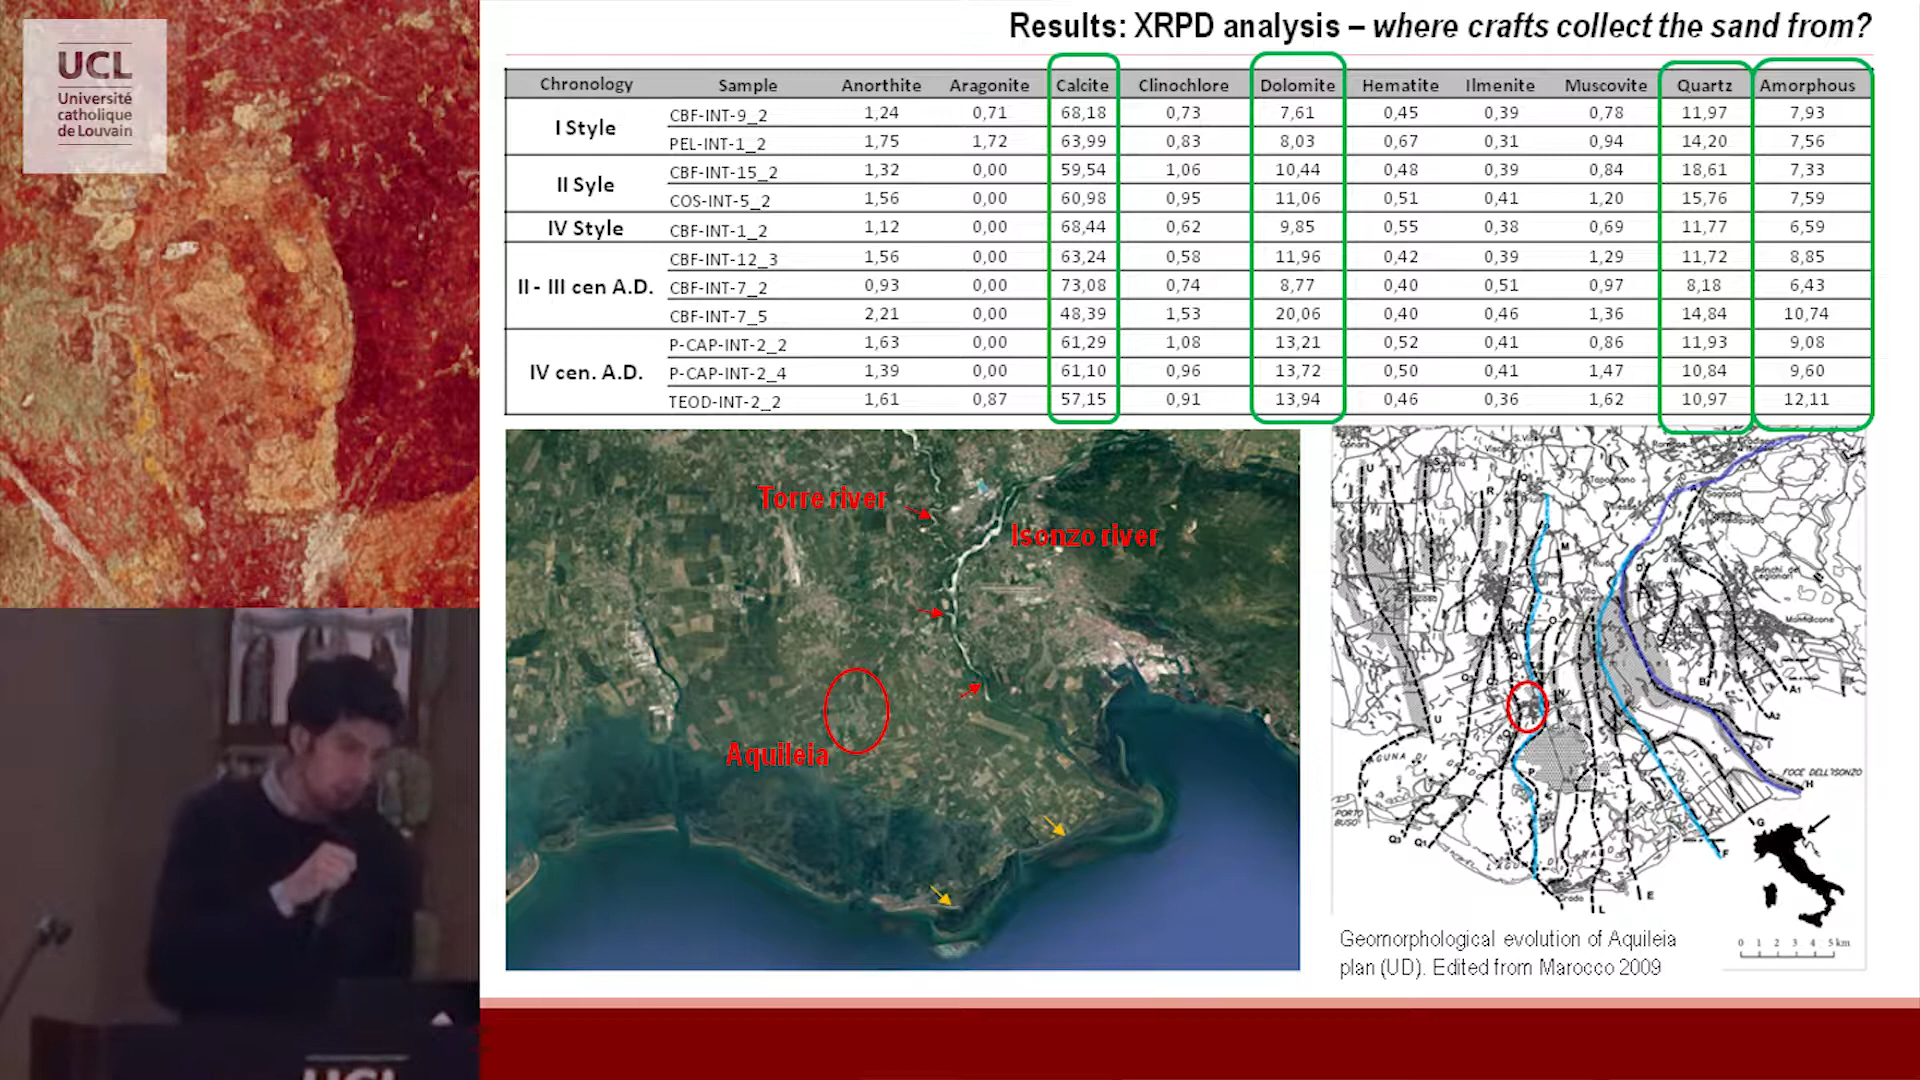 UCL
Université
catholique
de Louvain
Results: XRPD analysis – where crafts collect the sand from?
Chronology Sample Anorthite Aragonite Calcite Clinochlore Dolomite Hematite Ilmenite Muscovite Quartz Amorphous
I Style
CBF-INT-9_2 1,24 0,71 68,18 0,73 7,61 0,45 0,39 0,78 11,97 7,93
PEL-INT-1_2 1,75 1,72 63,99 0,83 8,03 0,67 0,31 0,94 14,20 7,56
II Syle
CBF-INT-15_2 1,32 0,00 59,54 1,06 10,44 0,48 0,39 0,84 18,61 7,33
COS-INT-5_2 1,56 0,00 60,98 0,95 11,06 0,51 0,41 1,20 15,76 7,59
IV Style CBF-INT-1_2 1,12 0,00 68,44 0,62 9,85 0,55 0,38 0,69 11,77 6,59
II - III cen A.D.
CBF-INT-12_3 1,56 0,00 63,24 0,58 11,96 0,42 0,39 1,29 11,72 8,85
CBF-INT-7_2 0,93 0,00 73,08 0,74 8,77 0,40 0,51 0,97 8,18 6,43
CBF-INT-7_5 2,21 0,00 48,39 1,53 20,06 0,40 0,46 1,36 14,84 10,74
IV cen. A.D.
P-CAP-INT-2_2 1,63 0,00 61,29 1,08 13,21 0,52 0,41 0,86 11,93 9,08
P-CAP-INT-2_4 1,39 0,00 61,10 0,96 13,72 0,50 0,41 1,47 10,84 9,60
TEOD-INT-2_2 1,61 0,87 57,15 0,91 13,94 0,46 0,36 1,62 10,97 12,11
Torre river
Isonzo river
Aquileia
Monfalcone
LAGUNA DI GRADO
FOCE DELL'ISONZO
PORTO
BUSO
Grado
0 1 2 3 4 5 km
Geomorphological evolution of Aquileia
plan (UD). Edited from Marocco 2009
UCL